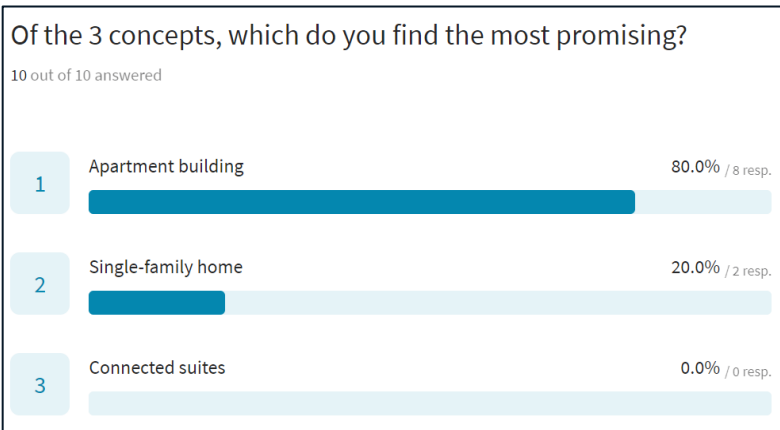 Of the 3 concepts, which do you find the most promising?
10 out of 10 answered
1 Apartment building 80.0% / 8 resp.
2 Single-family home 20.0% / 2 resp.
3 Connected suites 0.0% / 0 resp.